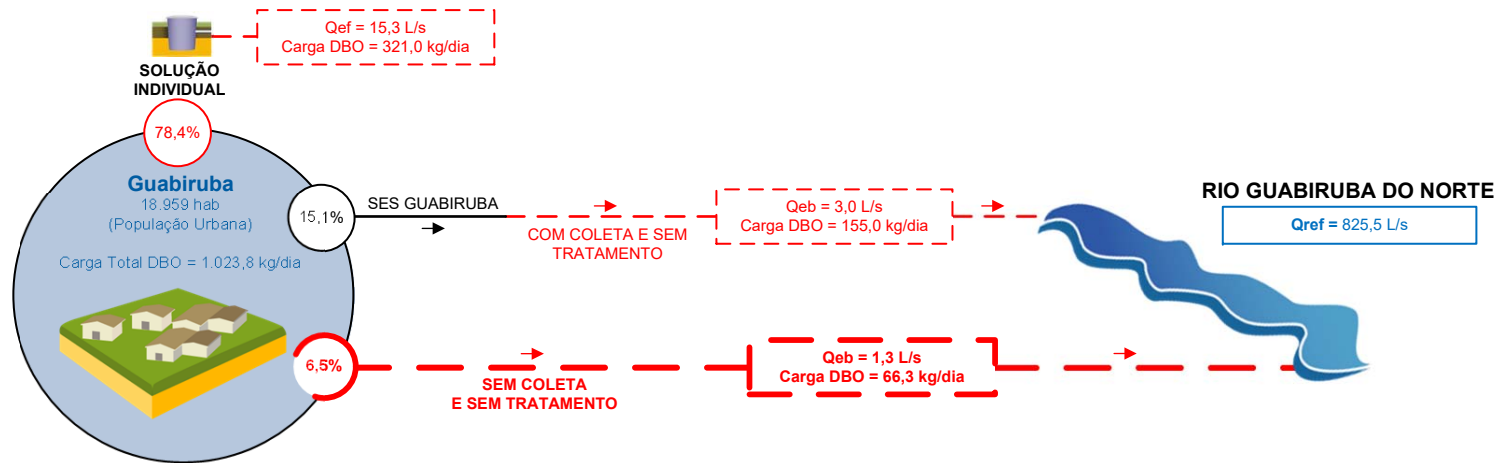 Qef = 15,3 L/s
Carga DBO = 321,0 kg/dia
SOLUÇÃO
INDIVIDUAL
78,4%
Guabiruba
18.959 hab
(População Urbana)
Carga Total DBO = 1.023,8 kg/dia
15,1%
SES GUABIRUBA
COM COLETA E SEM
TRATAMENTO
Qeb = 3,0 L/s
Carga DBO = 155,0 kg/dia
RIO GUABIRUBA DO NORTE
Qref = 825,5 L/s
6,5%
SEM COLETA
E SEM TRATAMENTO
Qeb = 1,3 L/s
Carga DBO = 66,3 kg/dia